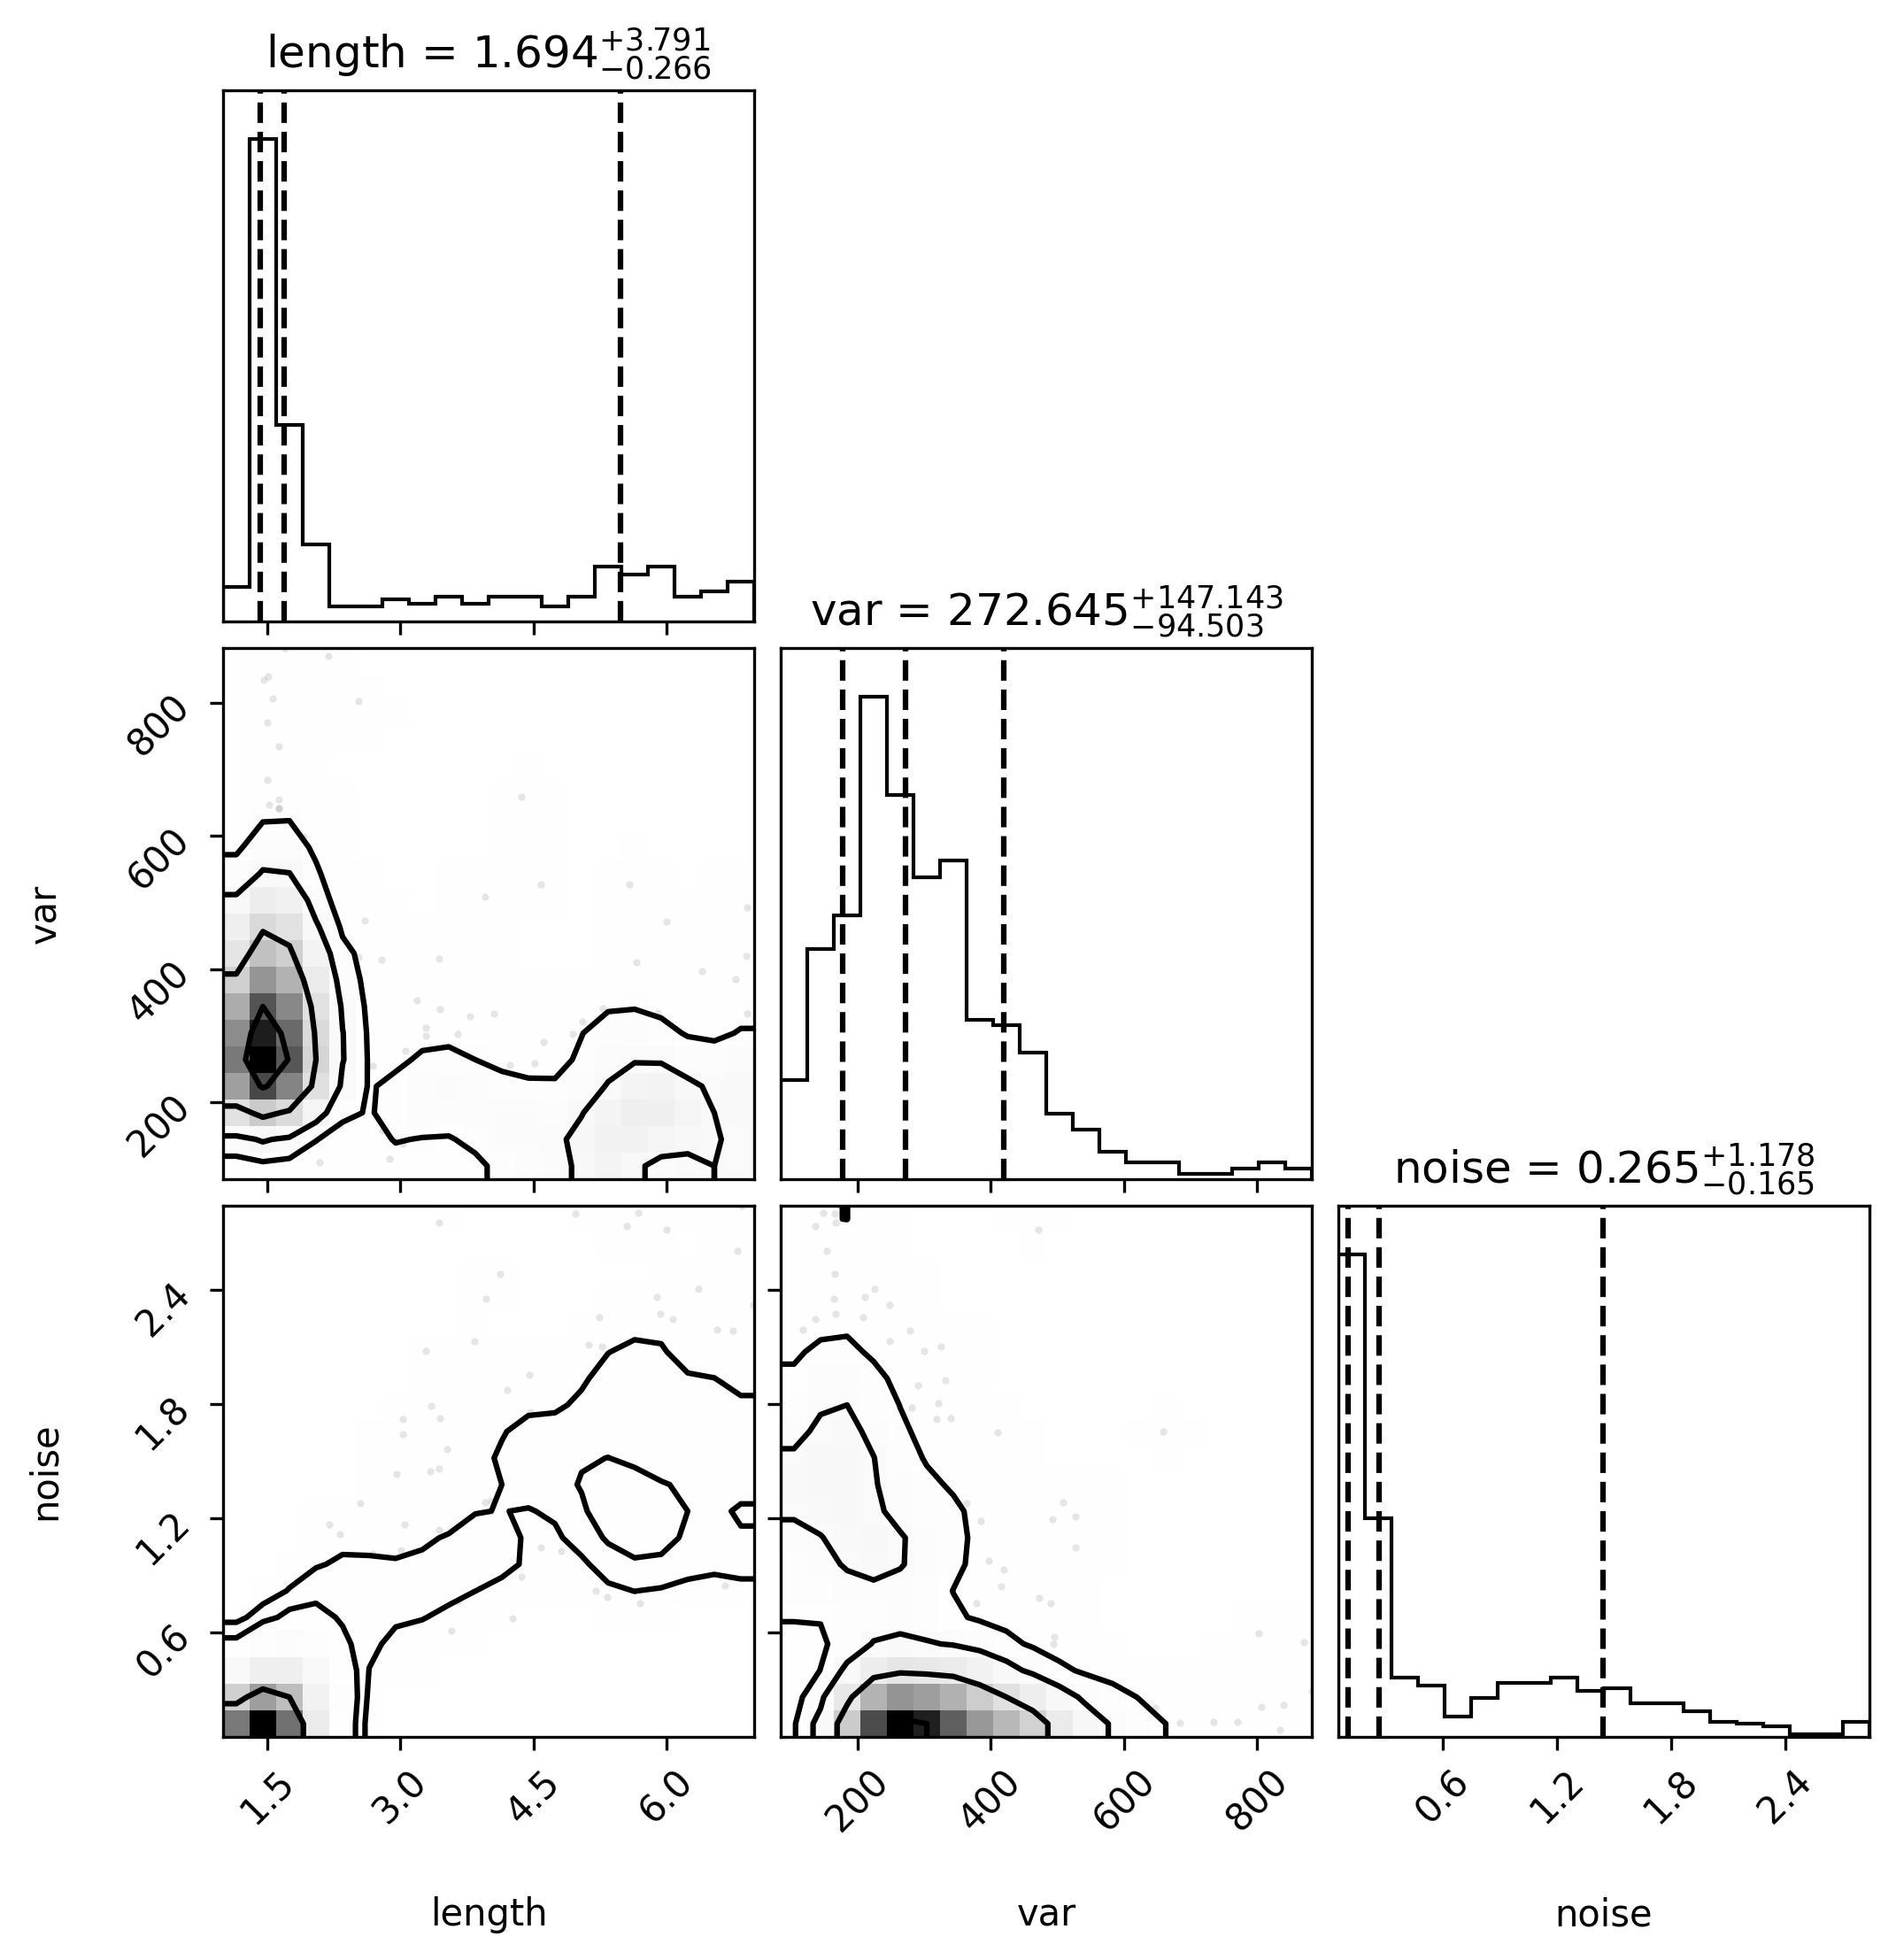 length = 1.694+3.791−0.266
var = 272.645+147.143−94.503
800
600
400
200
var
noise = 0.265+1.178−0.165
2.4
1.8
1.2
0.6
noise
1.5 3.0 4.5 6.0 200 400 600 800 0.6 1.2 1.8 2.4
length var noise